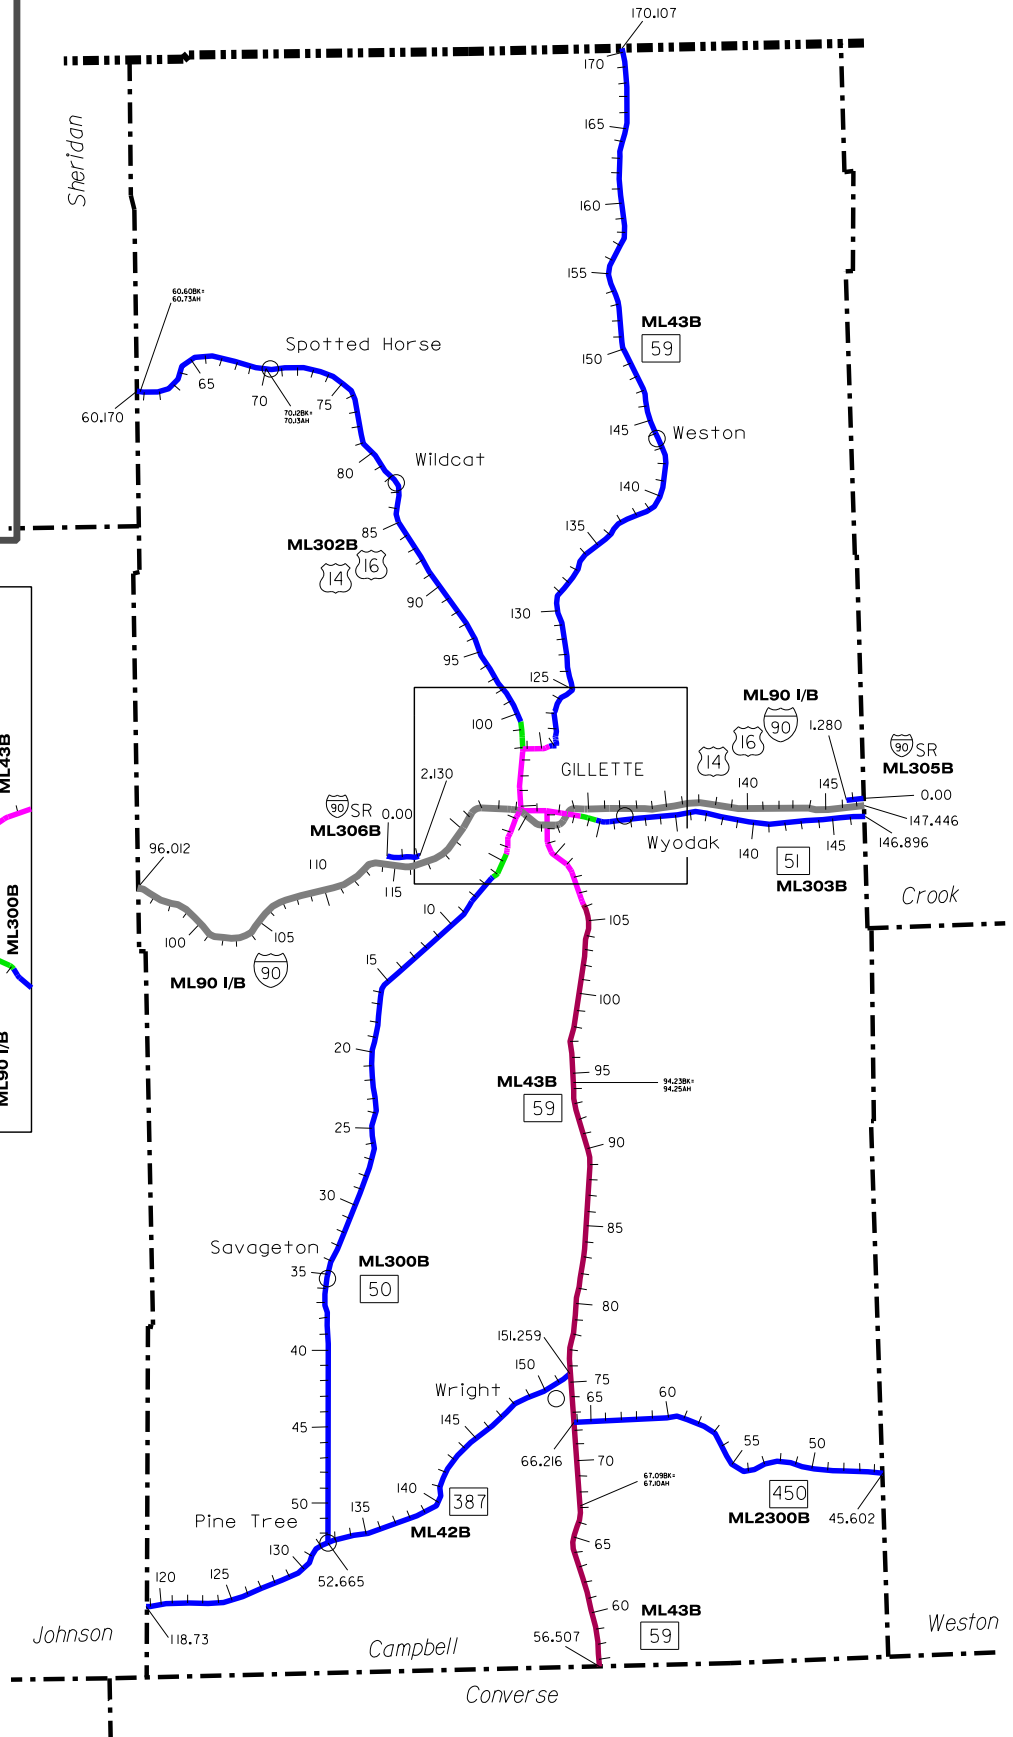 170.107
170
165
160
155
150
145
140
135
130
125
Sheridan
60.60BK=
60.73AH
Spotted Horse
65
70
75
60.170
70.12BK=
70.13AH
ML43B
59
Weston
Wildcat
80
85
ML302B
14
16
90
95
100
GILLETTE
ML90 I/B
14
16
90
1.280
140
145
90 SR
ML305B
0.00
147.446
146.896
Wyodak
140
145
51
ML303B
Crook
90 SR
ML306B
0.00
2.130
96.012
100
105
110
115
ML90 I/B
90
ML43B
ML300B
ML90 I/B
10
15
20
25
30
35
Savageton
ML300B
50
40
45
50
105
100
95
94.23BK=
94.25AH
ML43B
59
90
85
80
75
151.259
150
Wright
145
140
135
387
ML42B
Pine Tree
130
125
120
52.665
118.73
65
60
55
50
66.216
70
67.09BK=
67.10AH
450
ML2300B
45.602
65
60
ML43B
59
56.507
Johnson
Campbell
Weston
Converse